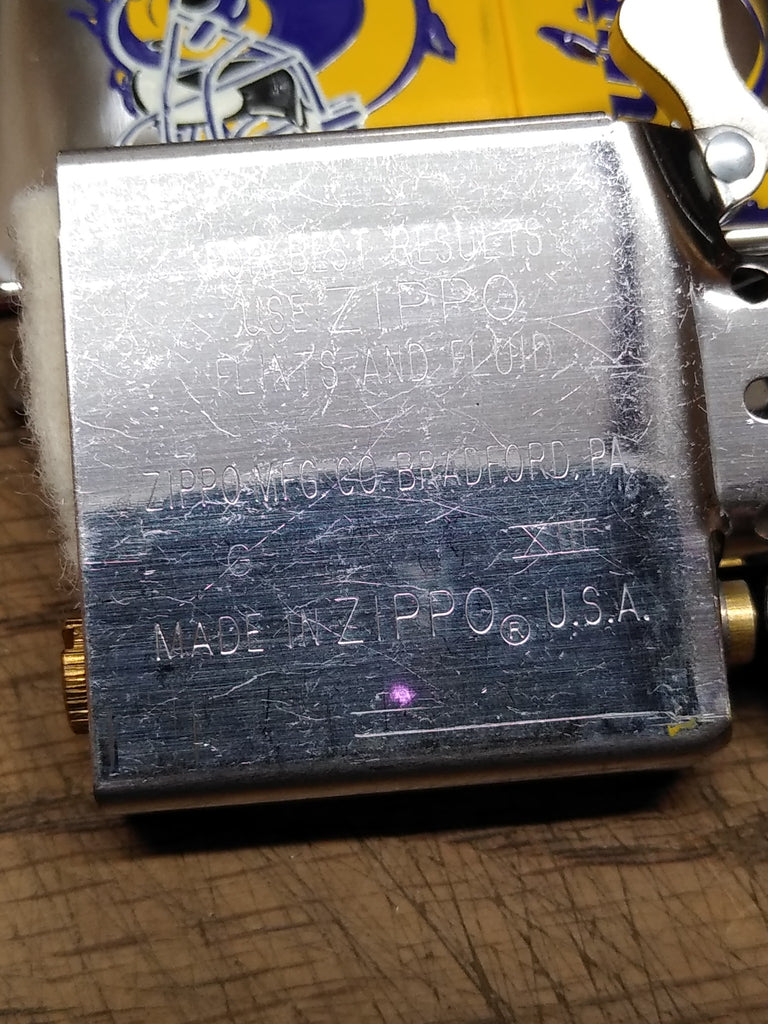 FOR BEST RESULTS
USE ZIPPO
FLINTS AND FLUID
ZIPPO MFG. CO. BRADFORD, PA.
C XIII
MADE IN ZIPPO® U.S.A.